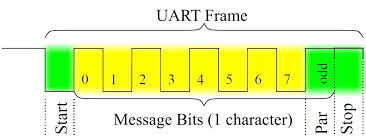 UART Frame
0 1 2 3 4 5 6 7 odd
Start
Message Bits (1 character)
Par
Stop